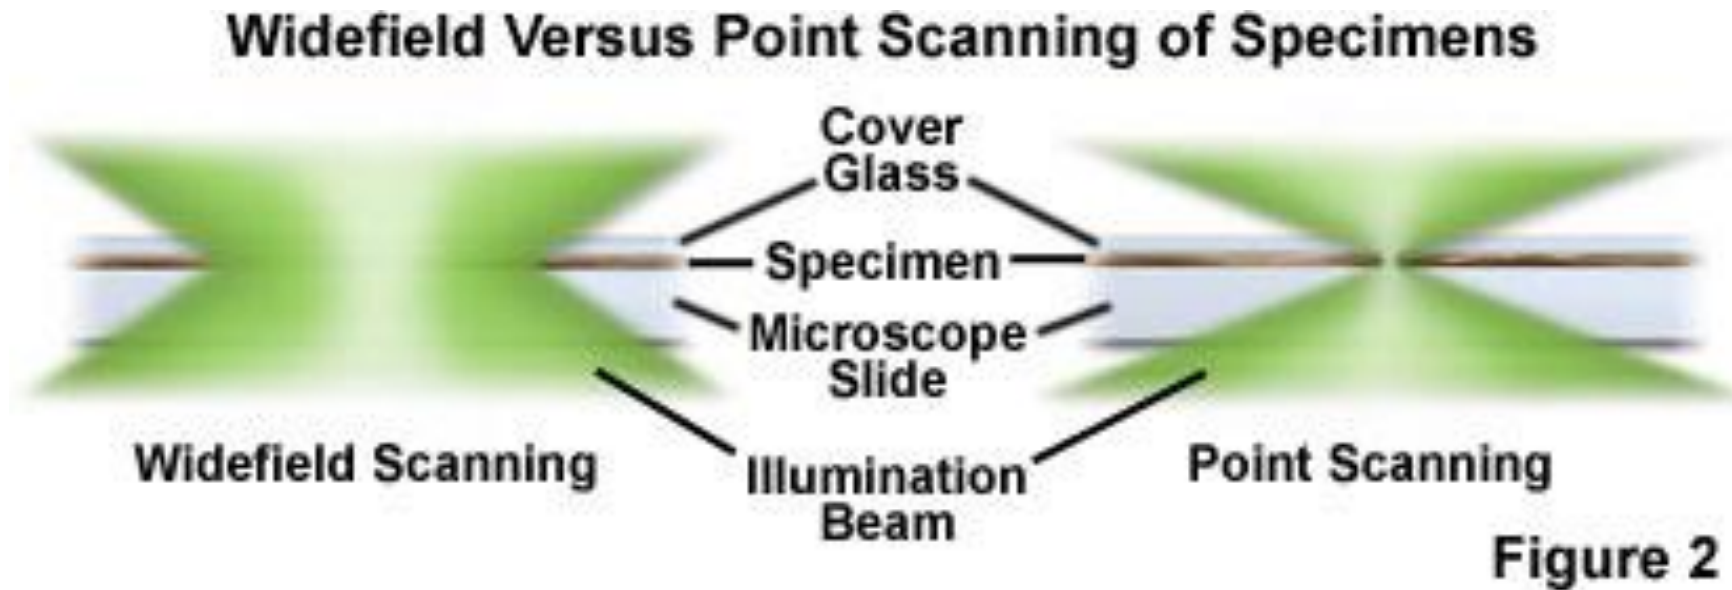 Widefield Versus Point Scanning of Specimens
Cover
Glass
Specimen
Microscope
Slide
Illumination
Beam
Widefield Scanning
Point Scanning
Figure 2